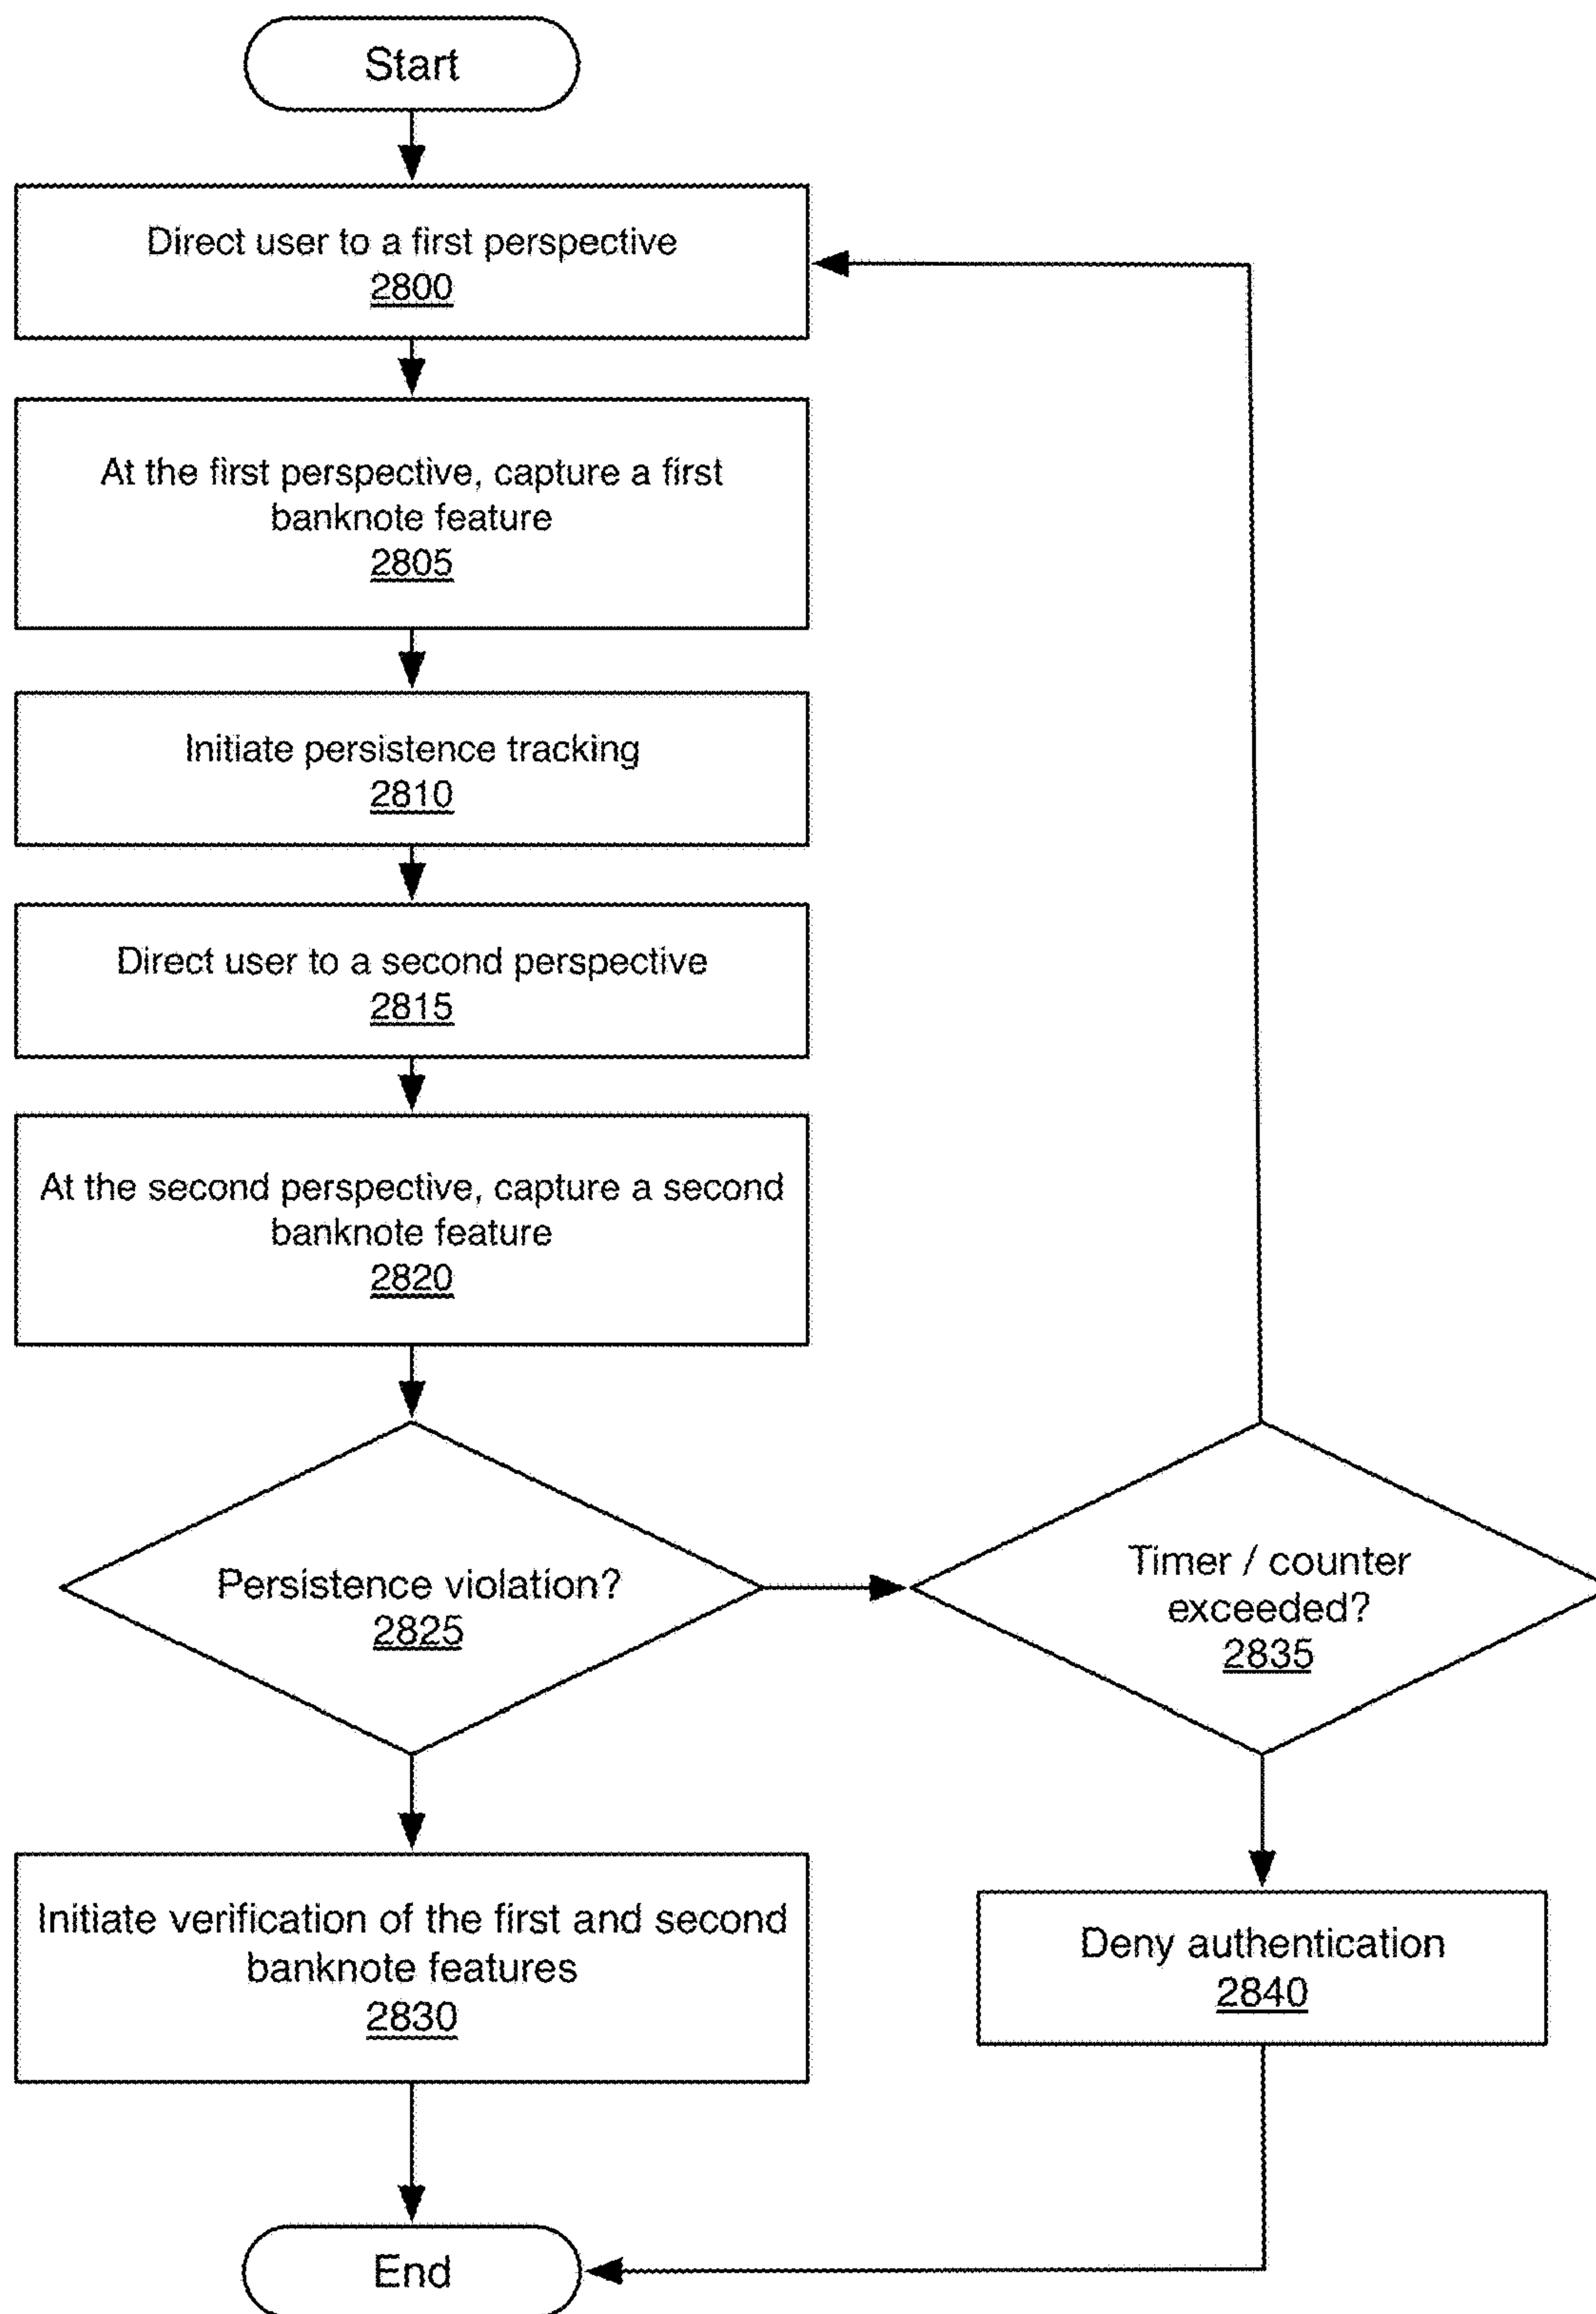 Start
Direct user to a first perspective
2800
At the first perspective, capture a first
banknote feature
2805
Initiate persistence tracking
2810
Direct user to a second perspective
2815
At the second perspective, capture a second
banknote feature
2820
Persistence violation?
2825
Timer / counter
exceeded?
2835
Initiate verification of the first and second
banknote features
2830
Deny authentication
2840
End